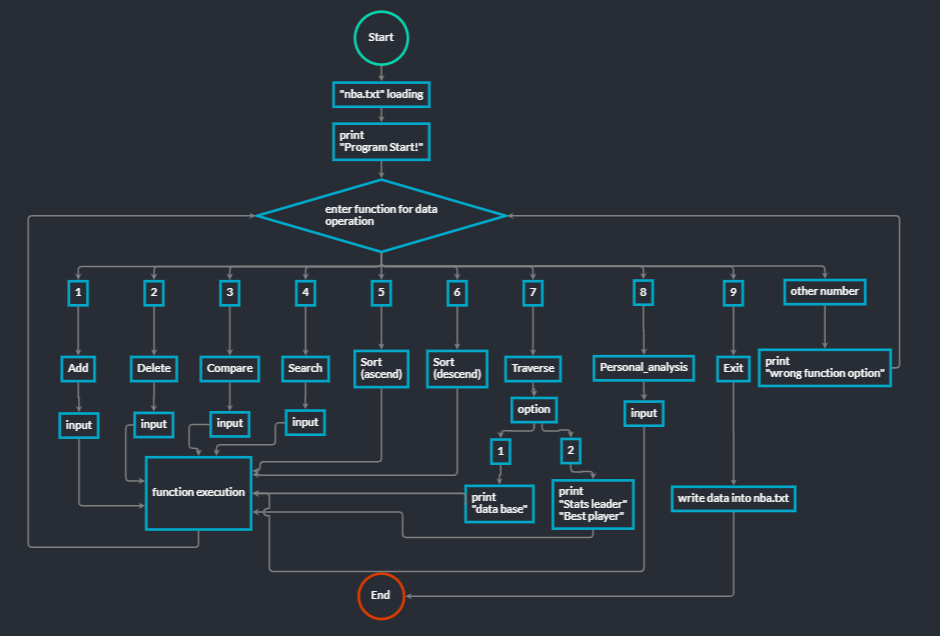 Start
"nba.txt" loading
print
"Program Start!"
enter function for data
operation
1
2
3
4
5
6
7
8
9
other number
Add
Delete
Compare
Search
Sort
(ascend)
Sort
(descend)
Traverse
Personal_analysis
Exit
print
"wrong function option"
input
input
input
input
option
input
1
2
function execution
print
"data base"
print
"Stats leader"
"Best player"
write data into nba.txt
End